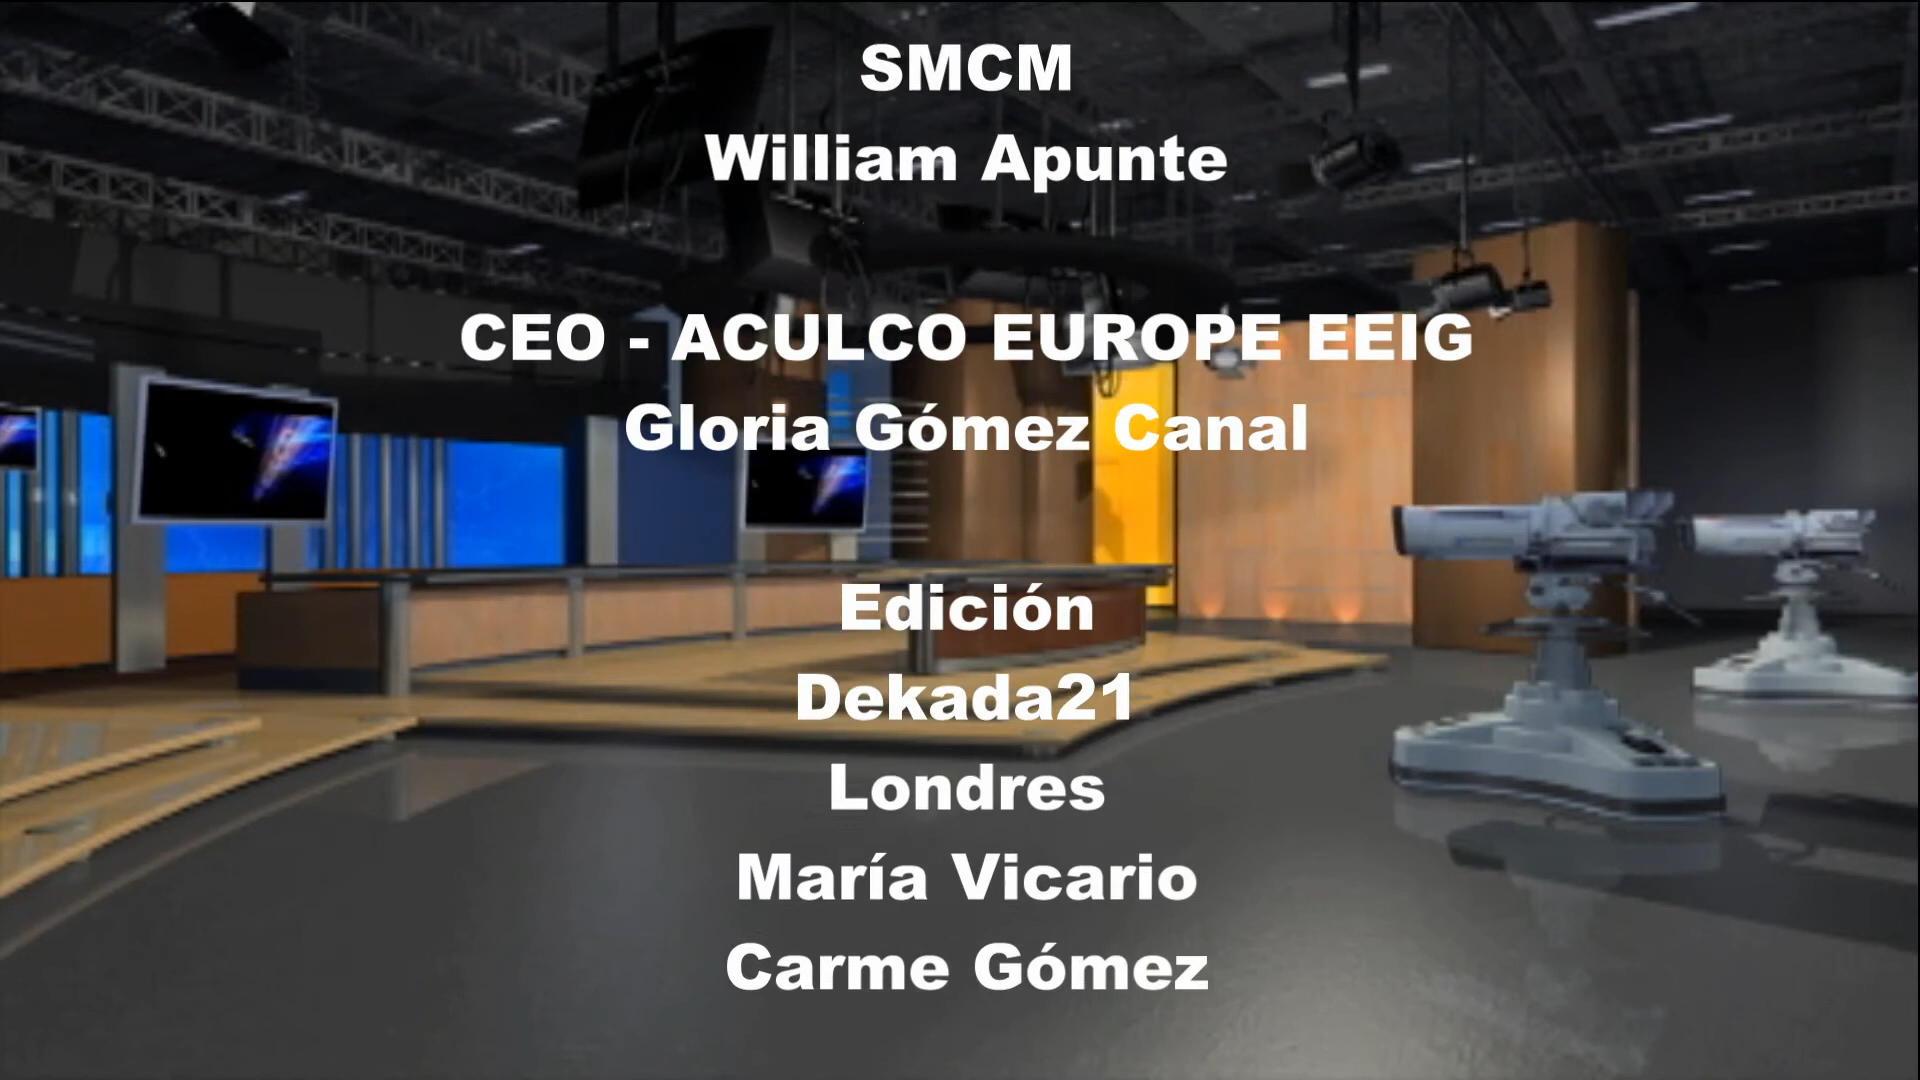 SMCM
William Apunte
CEO - ACULCO EUROPE EEIG
Gloria Gómez Canal
Edición
Dekada21
Londres
María Vicario
Carme Gómez